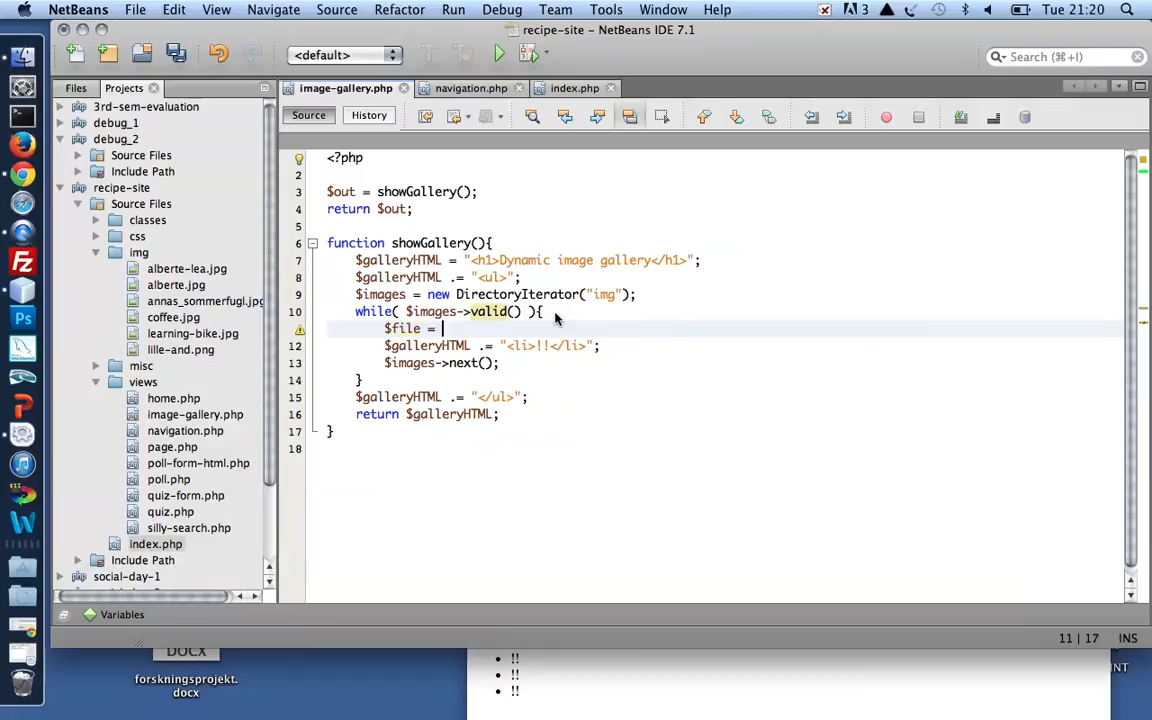 NetBeans File Edit View Navigate Source Refactor Run Debug Profile Team Tools Window Help 3 Tue 21:20
recipe-site – NetBeans IDE 7.1
<default>
Search (⌘+I)
Files Projects
image-gallery.php navigation.php index.php
Source History
3rd-sem-evaluation
debug_1
debug_2
Source Files
Include Path
recipe-site
Source Files
classes
css
img
alberte-lea.jpg
alberte.jpg
annas_sommerfugl.jpg
coffee.jpg
learning-bike.jpg
lille-and.png
misc
views
home.php
image-gallery.php
navigation.php
page.php
poll-form-html.php
poll.php
quiz-form.php
quiz.php
silly-search.php
index.php
Include Path
social-day-1
<?php
2
3 $out = showGallery();
4 return $out;
5
6 function showGallery(){
7 $galleryHTML = "<h1>Dynamic image gallery</h1>";
8 $galleryHTML .= "<ul>";
9 $images = new DirectoryIterator("img");
10 while( $images->valid() ){
$file =
12 $galleryHTML .= "<li>!!</li>";
13 $images->next();
14 }
15 $galleryHTML .= "</ul>";
16 return $galleryHTML;
17 }
18
Variables
11 | 17 INS
DOCX
forskningsprojekt.
docx
• !!
• !!
• !!